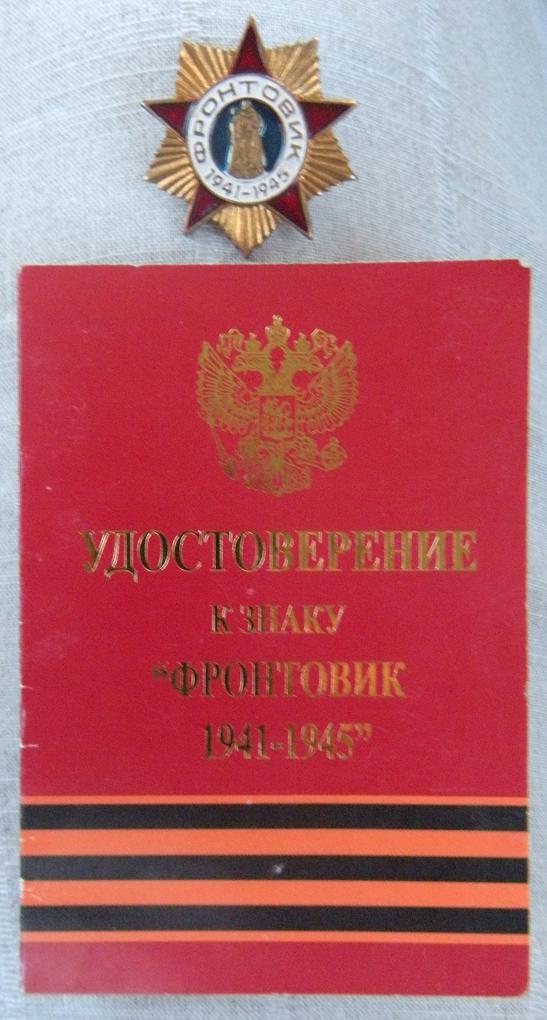 ФРОНТОВИК
1941-1945
УДОСТОВЕРЕНИЕ
К ЗНАКУ
“ФРОНТОВИК
1941-1945”